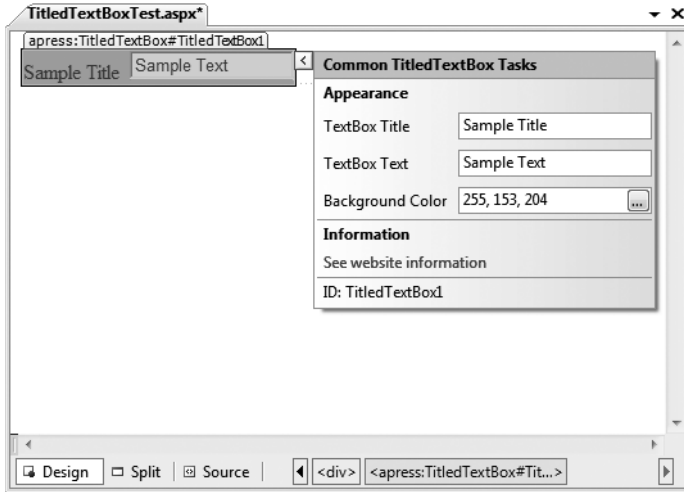 TitledTextBoxTest.aspx*
apress:TitledTextBox#TitledTextBox1
Sample Title
Sample Text
Common TitledTextBox Tasks
Appearance
TextBox Title
Sample Title
TextBox Text
Sample Text
Background Color
255, 153, 204
...
Information
See website information
ID: TitledTextBox1
Design
Split
Source
<div>
<apress:TitledTextBox#Tit...>